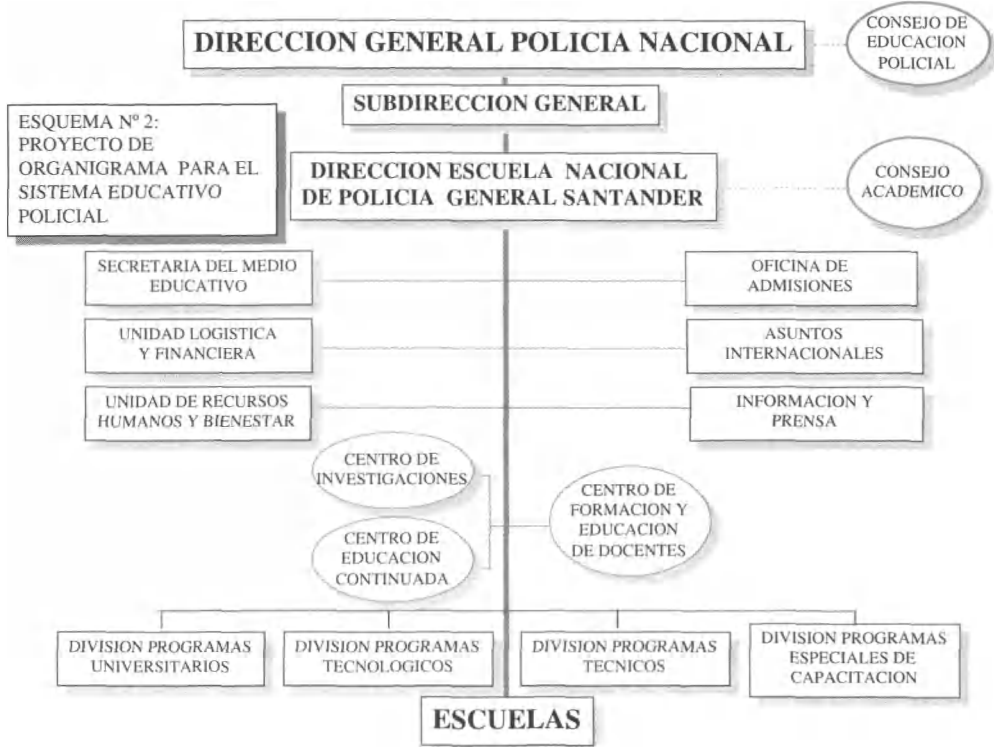 DIRECCION GENERAL POLICIA NACIONAL
CONSEJO DE
EDUCACION
POLICIAL
SUBDIRECCION GENERAL
ESQUEMA Nº 2:
PROYECTO DE
ORGANIGRAMA PARA EL
SISTEMA EDUCATIVO
POLICIAL
DIRECCION ESCUELA NACIONAL
DE POLICIA GENERAL SANTANDER
CONSEJO
ACADEMICO
SECRETARIA DEL MEDIO
EDUCATIVO
OFICINA DE
ADMISIONES
UNIDAD LOGISTICA
Y FINANCIERA
ASUNTOS
INTERNACIONALES
UNIDAD DE RECURSOS
HUMANOS Y BIENESTAR
INFORMACION Y
PRENSA
CENTRO DE
INVESTIGACIONES
CENTRO DE
FORMACION Y
EDUCACION
DE DOCENTES
CENTRO DE
EDUCACION
CONTINUADA
DIVISION PROGRAMAS
UNIVERSITARIOS
DIVISION PROGRAMAS
TECNOLOGICOS
DIVISION PROGRAMAS
TECNICOS
DIVISION PROGRAMAS
ESPECIALES DE
CAPACITACION
ESCUELAS